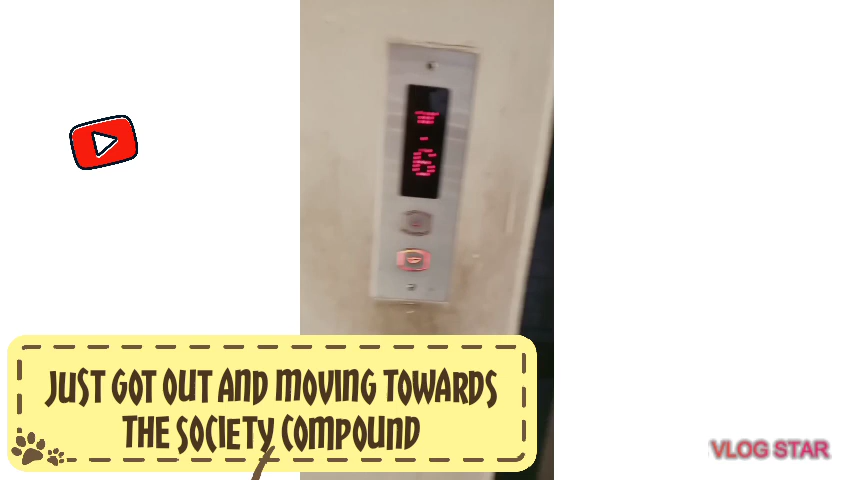 6
JUST GOT OUT AND MOVING TOWARDS
THE SOCIETY COMPOUND
VLOG STAR